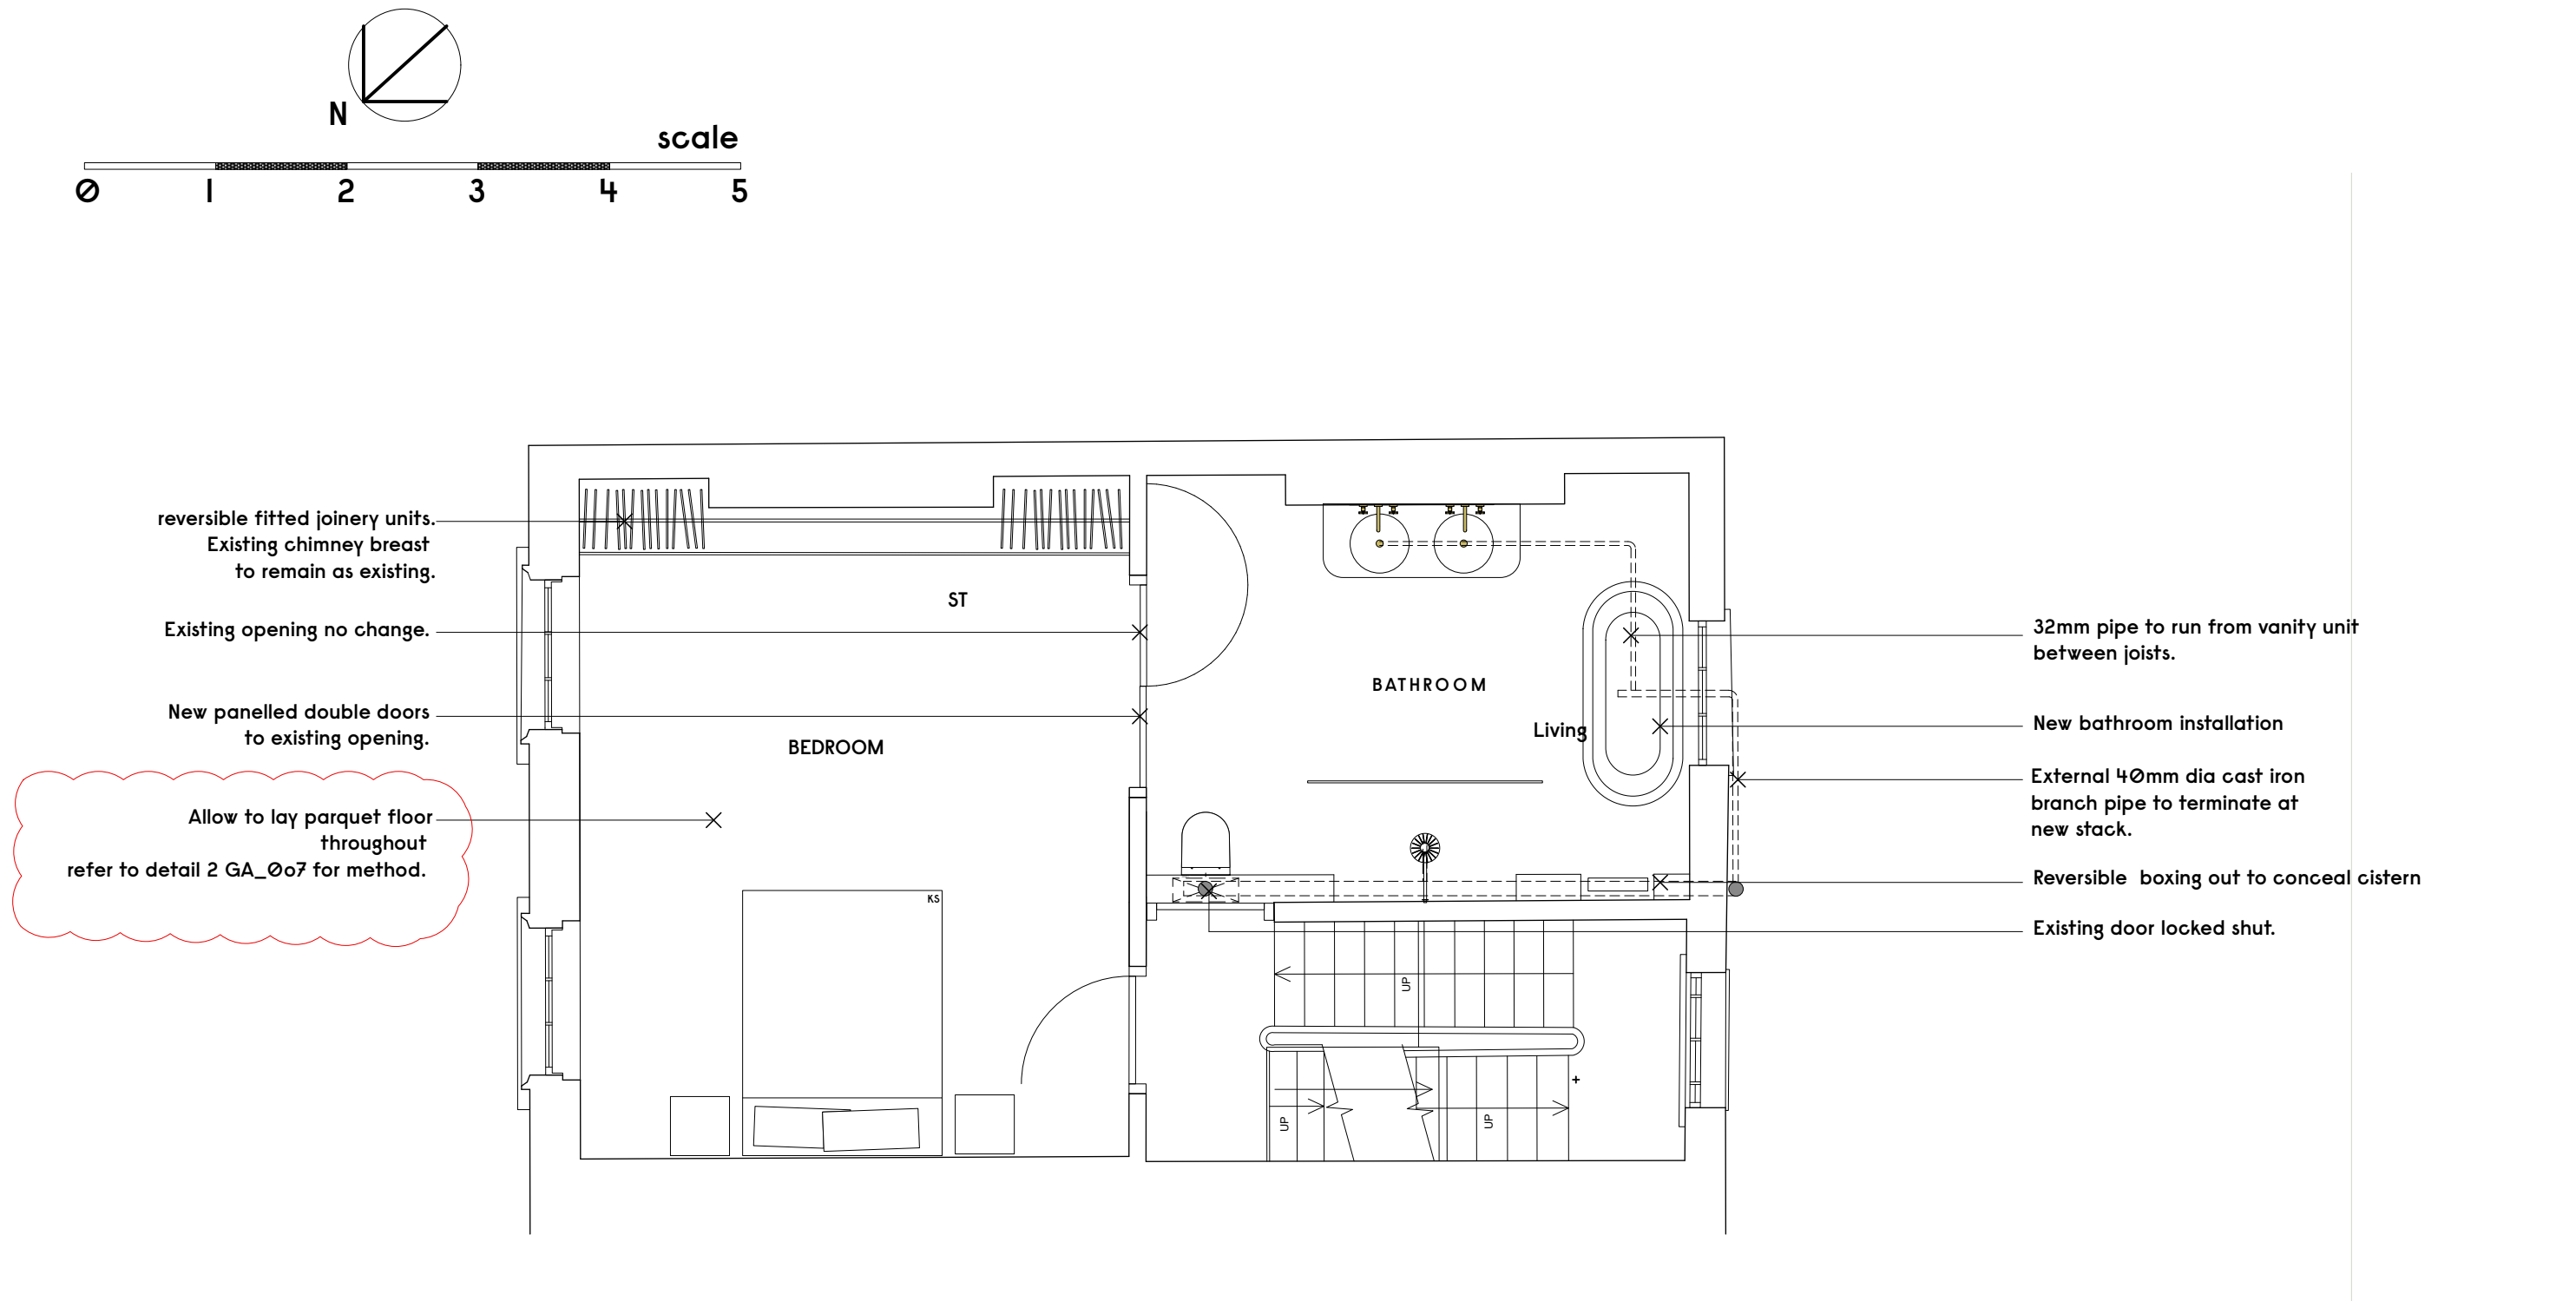 N
scale
0 1 2 3 4 5
reversible fitted joinery units.
Existing chimney breast
to remain as existing.
Existing opening no change.
New panelled double doors
to existing opening.
Allow to lay parquet floor
throughout
refer to detail 2 GA_0o7 for method.
ST
BEDROOM
KS
BATHROOM
Living
UP
UP
UP
32mm pipe to run from vanity unit
between joists.
New bathroom installation
External 40mm dia cast iron
branch pipe to terminate at
new stack.
Reversible boxing out to conceal cistern
Existing door locked shut.